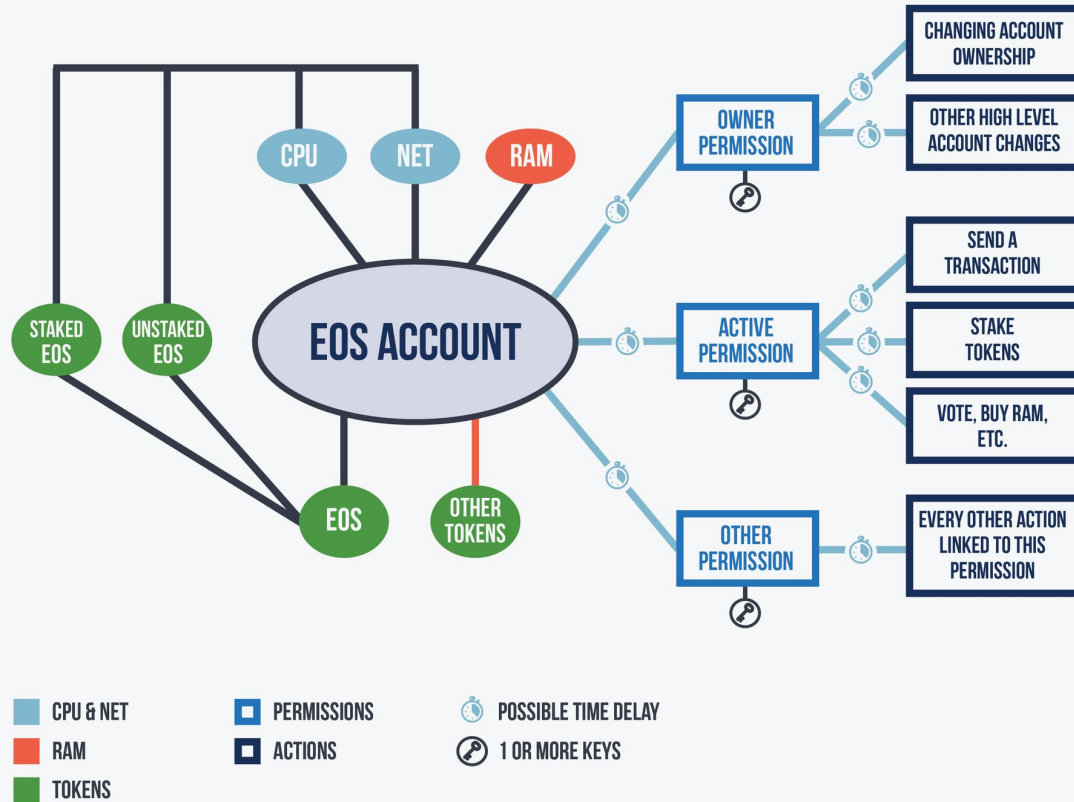 CHANGING ACCOUNT
OWNERSHIP
OWNER
PERMISSION
OTHER HIGH LEVEL
ACCOUNT CHANGES
CPU
NET
RAM
SEND A
TRANSACTION
STAKED
EOS
UNSTAKED
EOS
EOS ACCOUNT
ACTIVE
PERMISSION
STAKE
TOKENS
VOTE, BUY RAM,
ETC.
EOS
OTHER
TOKENS
OTHER
PERMISSION
EVERY OTHER ACTION
LINKED TO THIS
PERMISSION
CPU & NET
PERMISSIONS
POSSIBLE TIME DELAY
RAM
ACTIONS
1 OR MORE KEYS
TOKENS